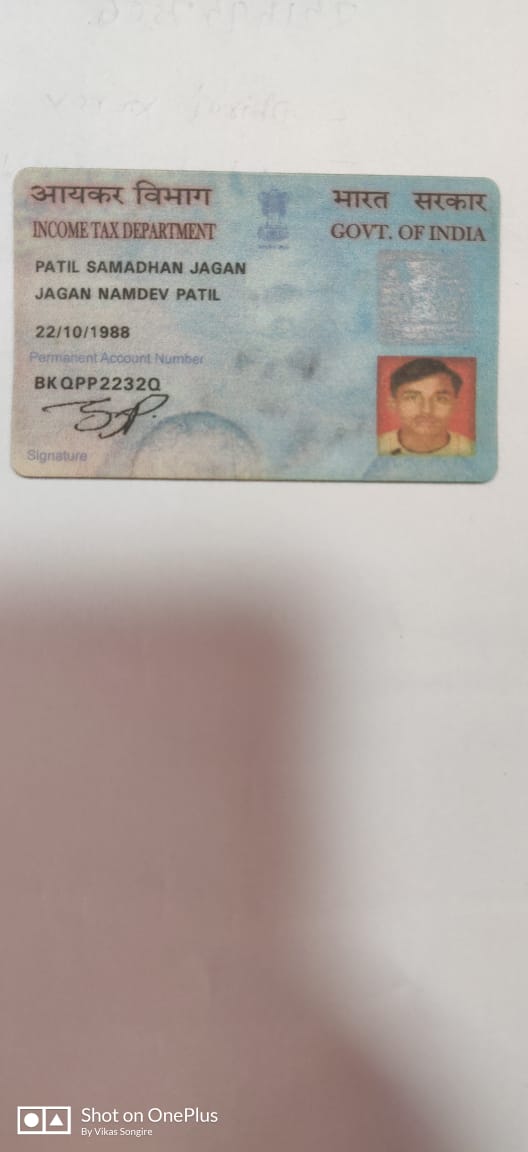 आयकर विभाग
INCOME TAX DEPARTMENT
भारत सरकार
GOVT. OF INDIA
PATIL SAMADHAN JAGAN
JAGAN NAMDEV PATIL
22/10/1988
Permanent Account Number
BKQPP2232Q
Signature
Shot on OnePlus
By Vikas Songire